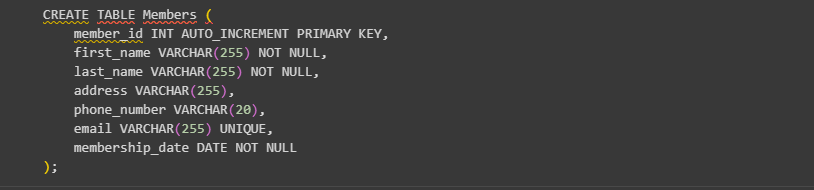 CREATE TABLE Members (
    member_id INT AUTO_INCREMENT PRIMARY KEY,
    first_name VARCHAR(255) NOT NULL,
    last_name VARCHAR(255) NOT NULL,
    address VARCHAR(255),
    phone_number VARCHAR(20),
    email VARCHAR(255) UNIQUE,
    membership_date DATE NOT NULL
);